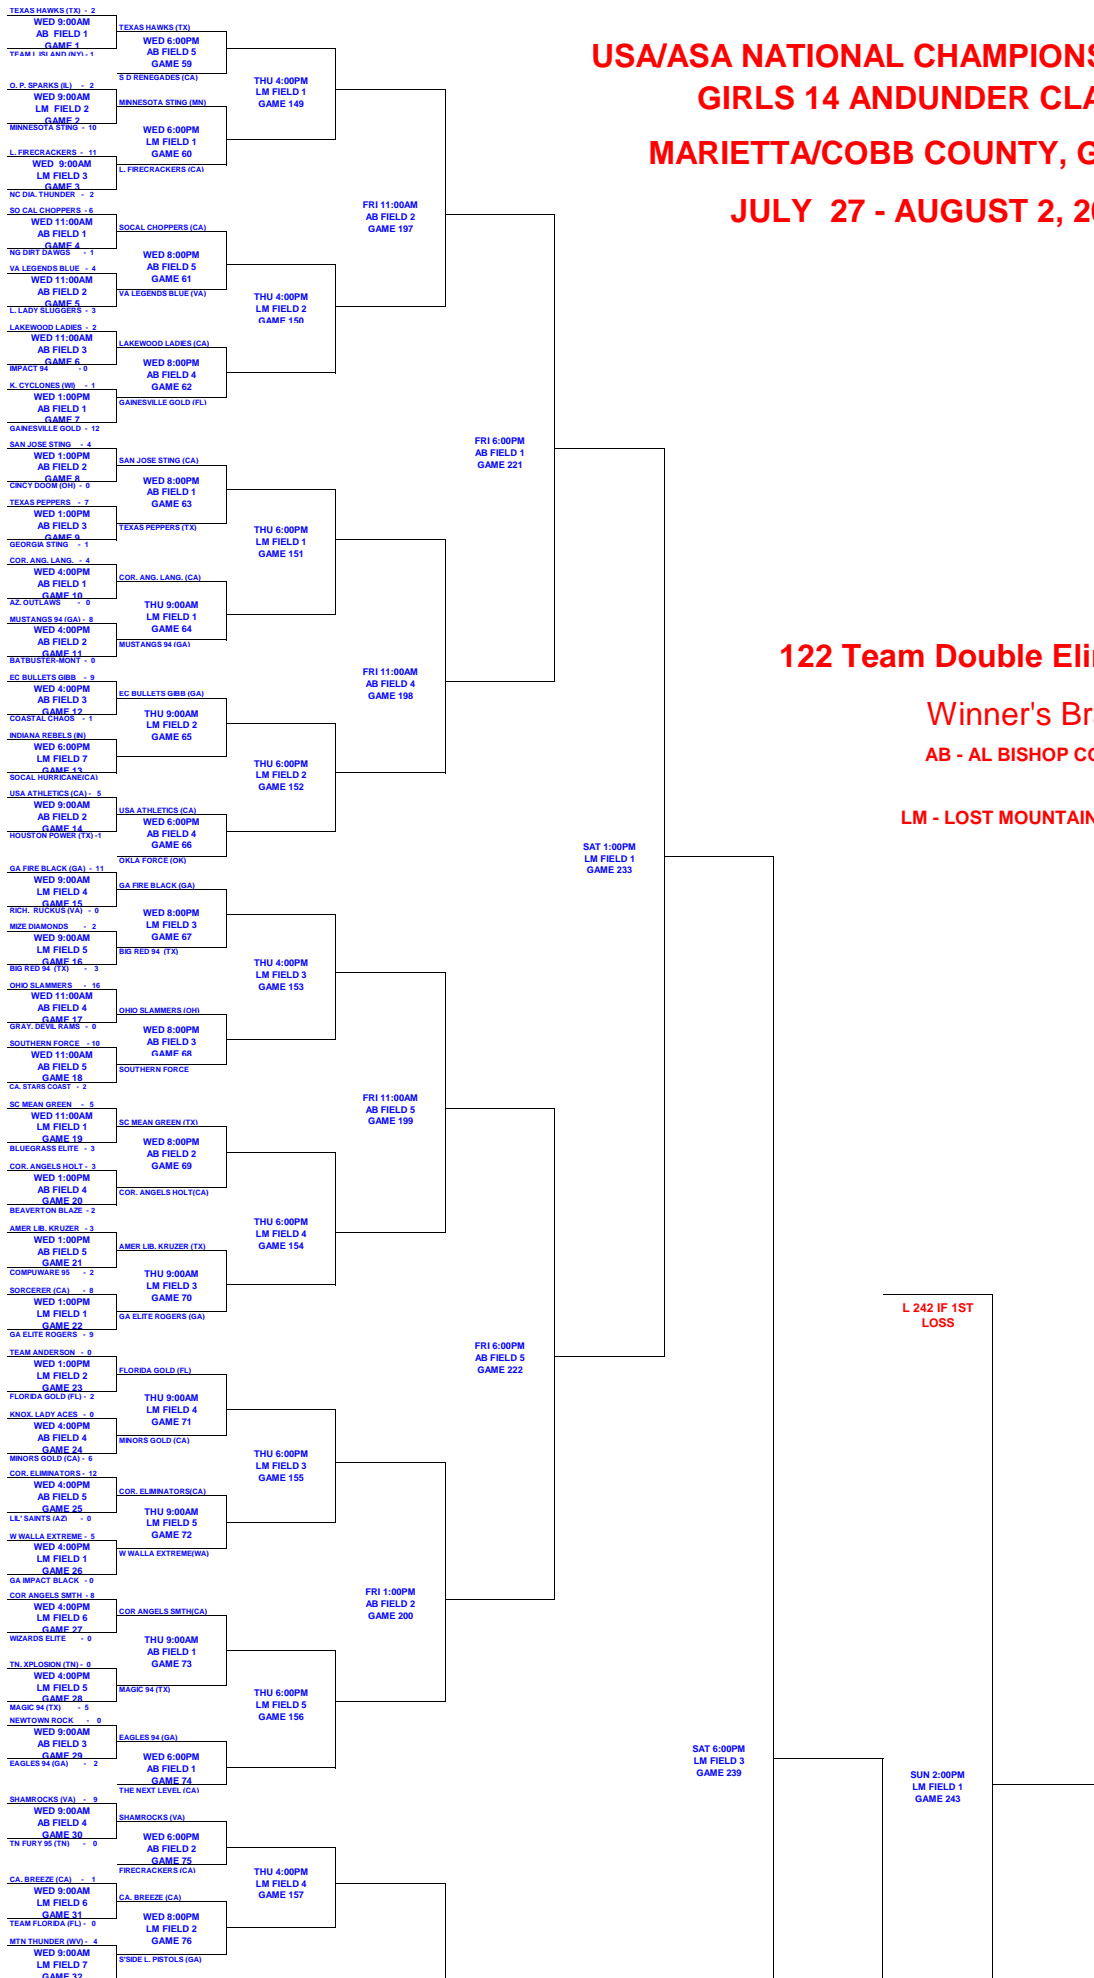 USA/ASA NATIONAL CHAMPIONS
GIRLS 14 ANDUNDER CLA
MARIETTA/COBB COUNTY, G
JULY 27 - AUGUST 2, 20
122 Team Double Eli
Winner's Br
AB - AL BISHOP CO
LM - LOST MOUNTAIN
TEXAS HAWKS (TX) - 2
WED 9:00AM
AB FIELD 1
GAME 1
TEAM L ISLAND (NY) - 1
O. P. SPARKS (IL) - 2
WED 9:00AM
LM FIELD 2
GAME 2
MINNESOTA STING - 10
L. FIRECRACKERS - 11
WED 9:00AM
LM FIELD 3
GAME 3
NC DIA. THUNDER - 2
SO CAL CHOPPERS - 6
WED 11:00AM
AB FIELD 1
GAME 4
NG DIRT DAWGS - 1
VA LEGENDS BLUE - 4
WED 11:00AM
AB FIELD 2
GAME 5
L. LADY SLUGGERS - 3
LAKEWOOD LADIES - 2
WED 11:00AM
AB FIELD 3
GAME 6
IMPACT 94 - 0
K. CYCLONES (WI) - 1
WED 1:00PM
AB FIELD 1
GAME 7
GAINESVILLE GOLD - 12
SAN JOSE STING - 4
WED 1:00PM
AB FIELD 2
GAME 8
CINCY DOOM (OH) - 0
TEXAS PEPPERS - 7
WED 1:00PM
AB FIELD 3
GAME 9
GEORGIA STING - 1
COR. ANG. LANG. - 4
WED 4:00PM
AB FIELD 1
GAME 10
AZ. OUTLAWS - 0
MUSTANGS 94 (GA) - 8
WED 4:00PM
AB FIELD 2
GAME 11
BATBUSTER-MONT - 0
EC BULLETS GIBB - 9
WED 4:00PM
AB FIELD 3
GAME 12
COASTAL CHAOS - 1
INDIANA REBELS (IN)
WED 6:00PM
LM FIELD 7
GAME 13
SOCAL HURRICANE(CA)
USA ATHLETICS (CA) - 5
WED 9:00AM
AB FIELD 2
GAME 14
HOUSTON POWER (TX) -1
GA FIRE BLACK (GA) - 11
WED 9:00AM
LM FIELD 4
GAME 15
RICH. RUCKUS (VA) - 0
MIZE DIAMONDS - 2
WED 9:00AM
LM FIELD 5
GAME 16
BIG RED 94 (TX) - 3
OHIO SLAMMERS - 16
WED 11:00AM
AB FIELD 4
GAME 17
GRAY. DEVIL RAMS - 0
SOUTHERN FORCE - 10
WED 11:00AM
AB FIELD 5
GAME 18
CA. STARS COAST - 2
SC MEAN GREEN - 5
WED 11:00AM
LM FIELD 1
GAME 19
BLUEGRASS ELITE - 3
COR. ANGELS HOLT - 3
WED 1:00PM
AB FIELD 4
GAME 20
BEAVERTON BLAZE - 2
AMER LIB. KRUZER - 3
WED 1:00PM
AB FIELD 5
GAME 21
COMPUWARE 95 - 2
SORCERER (CA) - 8
WED 1:00PM
LM FIELD 1
GAME 22
GA ELITE ROGERS - 9
TEAM ANDERSON - 0
WED 1:00PM
LM FIELD 2
GAME 23
FLORIDA GOLD (FL) - 2
KNOX. LADY ACES - 0
WED 4:00PM
AB FIELD 4
GAME 24
MINORS GOLD (CA) - 6
COR. ELIMINATORS - 12
WED 4:00PM
AB FIELD 5
GAME 25
LIL' SAINTS (AZ) - 0
W WALLA EXTREME - 5
WED 4:00PM
LM FIELD 1
GAME 26
GA IMPACT BLACK - 0
COR ANGELS SMTH - 8
WED 4:00PM
LM FIELD 6
GAME 27
WIZARDS ELITE - 0
TN. XPLOSION (TN) - 0
WED 4:00PM
LM FIELD 5
GAME 28
MAGIC 94 (TX) - 5
NEWTOWN ROCK - 0
WED 9:00AM
AB FIELD 3
GAME 29
EAGLES 94 (GA) - 2
SHAMROCKS (VA) - 9
WED 9:00AM
AB FIELD 4
GAME 30
TN FURY 95 (TN) - 0
CA. BREEZE (CA) - 1
WED 9:00AM
LM FIELD 6
GAME 31
TEAM FLORIDA (FL) - 0
MTN THUNDER (WV) - 4
WED 9:00AM
LM FIELD 7
GAME 32
TEXAS HAWKS (TX)
WED 6:00PM
AB FIELD 5
GAME 59
S D RENEGADES (CA)
MINNESOTA STING (MN)
WED 6:00PM
LM FIELD 1
GAME 60
L. FIRECRACKERS (CA)
SOCAL CHOPPERS (CA)
WED 8:00PM
AB FIELD 5
GAME 61
VA LEGENDS BLUE (VA)
LAKEWOOD LADIES (CA)
WED 8:00PM
AB FIELD 4
GAME 62
GAINESVILLE GOLD (FL)
SAN JOSE STING (CA)
WED 8:00PM
AB FIELD 1
GAME 63
TEXAS PEPPERS (TX)
COR. ANG. LANG. (CA)
THU 9:00AM
LM FIELD 1
GAME 64
MUSTANGS 94 (GA)
EC BULLETS GIBB (GA)
THU 9:00AM
LM FIELD 2
GAME 65
USA ATHLETICS (CA)
WED 6:00PM
AB FIELD 4
GAME 66
OKLA FORCE (OK)
GA FIRE BLACK (GA)
WED 8:00PM
LM FIELD 3
GAME 67
BIG RED 94 (TX)
OHIO SLAMMERS (OH)
WED 8:00PM
AB FIELD 3
GAME 68
SOUTHERN FORCE
SC MEAN GREEN (TX)
WED 8:00PM
AB FIELD 2
GAME 69
COR. ANGELS HOLT(CA)
AMER LIB. KRUZER (TX)
THU 9:00AM
LM FIELD 3
GAME 70
GA ELITE ROGERS (GA)
FLORIDA GOLD (FL)
THU 9:00AM
LM FIELD 4
GAME 71
MINORS GOLD (CA)
COR. ELIMINATORS(CA)
THU 9:00AM
LM FIELD 5
GAME 72
W WALLA EXTREME(WA)
COR ANGELS SMTH(CA)
THU 9:00AM
AB FIELD 1
GAME 73
MAGIC 94 (TX)
EAGLES 94 (GA)
WED 6:00PM
AB FIELD 1
GAME 74
THE NEXT LEVEL (CA)
SHAMROCKS (VA)
WED 6:00PM
AB FIELD 2
GAME 75
FIRECRACKERS (CA)
CA. BREEZE (CA)
WED 8:00PM
LM FIELD 2
GAME 76
S'SIDE L. PISTOLS (GA)
THU 4:00PM
LM FIELD 1
GAME 149
THU 4:00PM
LM FIELD 2
GAME 150
THU 6:00PM
LM FIELD 1
GAME 151
THU 6:00PM
LM FIELD 2
GAME 152
THU 4:00PM
LM FIELD 3
GAME 153
THU 6:00PM
LM FIELD 4
GAME 154
THU 6:00PM
LM FIELD 3
GAME 155
THU 6:00PM
LM FIELD 5
GAME 156
THU 4:00PM
LM FIELD 4
GAME 157
FRI 11:00AM
AB FIELD 2
GAME 197
FRI 11:00AM
AB FIELD 4
GAME 198
FRI 11:00AM
AB FIELD 5
GAME 199
FRI 1:00PM
AB FIELD 2
GAME 200
FRI 6:00PM
AB FIELD 1
GAME 221
FRI 6:00PM
AB FIELD 5
GAME 222
SAT 1:00PM
LM FIELD 1
GAME 233
SAT 6:00PM
LM FIELD 3
GAME 239
L 242 IF 1ST
LOSS
SUN 2:00PM
LM FIELD 1
GAME 243